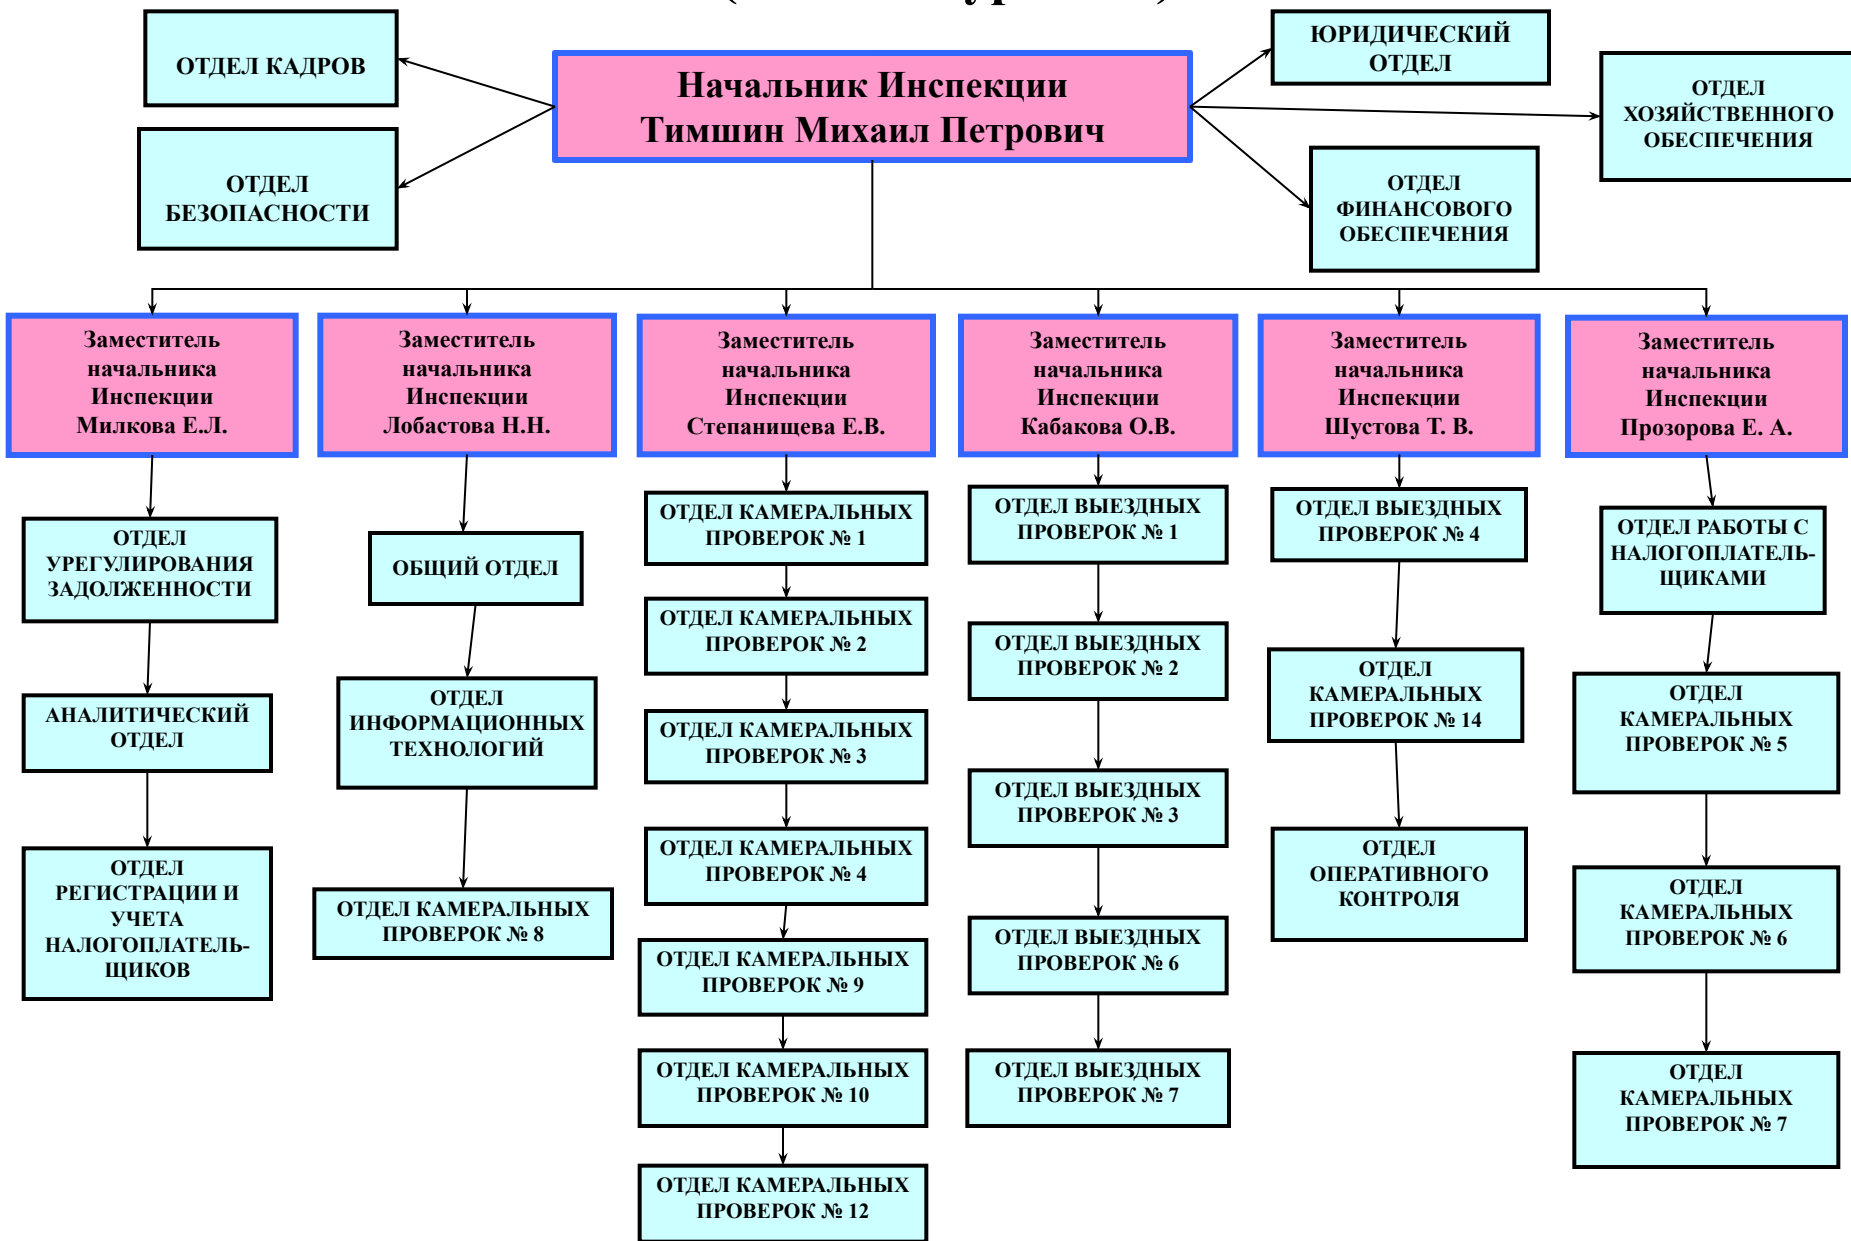 ОТДЕЛ КАДРОВ
Начальник Инспекции
Тимшин Михаил Петрович
ЮРИДИЧЕСКИЙ
ОТДЕЛ
ОТДЕЛ
ХОЗЯЙСТВЕННОГО
ОБЕСПЕЧЕНИЯ
ОТДЕЛ
БЕЗОПАСНОСТИ
ОТДЕЛ
ФИНАНСОВОГО
ОБЕСПЕЧЕНИЯ
Заместитель
начальника
Инспекции
Милкова Е.Л.
ОТДЕЛ
УРЕГУЛИРОВАНИЯ
ЗАДОЛЖЕННОСТИ
АНАЛИТИЧЕСКИЙ
ОТДЕЛ
ОТДЕЛ
РЕГИСТРАЦИИ И
УЧЕТА
НАЛОГОПЛАТЕЛЬ-
ЩИКОВ
Заместитель
начальника
Инспекции
Лобастова Н.Н.
ОБЩИЙ ОТДЕЛ
ОТДЕЛ
ИНФОРМАЦИОННЫХ
ТЕХНОЛОГИЙ
ОТДЕЛ КАМЕРАЛЬНЫХ
ПРОВЕРОК № 8
Заместитель
начальника
Инспекции
Степанищева Е.В.
ОТДЕЛ КАМЕРАЛЬНЫХ
ПРОВЕРОК № 1
ОТДЕЛ КАМЕРАЛЬНЫХ
ПРОВЕРОК № 2
ОТДЕЛ КАМЕРАЛЬНЫХ
ПРОВЕРОК № 3
ОТДЕЛ КАМЕРАЛЬНЫХ
ПРОВЕРОК № 4
ОТДЕЛ КАМЕРАЛЬНЫХ
ПРОВЕРОК № 9
ОТДЕЛ КАМЕРАЛЬНЫХ
ПРОВЕРОК № 10
ОТДЕЛ КАМЕРАЛЬНЫХ
ПРОВЕРОК № 12
Заместитель
начальника
Инспекции
Кабакова О.В.
ОТДЕЛ ВЫЕЗДНЫХ
ПРОВЕРОК № 1
ОТДЕЛ ВЫЕЗДНЫХ
ПРОВЕРОК № 2
ОТДЕЛ ВЫЕЗДНЫХ
ПРОВЕРОК № 3
ОТДЕЛ ВЫЕЗДНЫХ
ПРОВЕРОК № 6
ОТДЕЛ ВЫЕЗДНЫХ
ПРОВЕРОК № 7
Заместитель
начальника
Инспекции
Шустова Т. В.
ОТДЕЛ ВЫЕЗДНЫХ
ПРОВЕРОК № 4
ОТДЕЛ
КАМЕРАЛЬНЫХ
ПРОВЕРОК № 14
ОТДЕЛ
ОПЕРАТИВНОГО
КОНТРОЛЯ
Заместитель
начальника
Инспекции
Прозорова Е. А.
ОТДЕЛ РАБОТЫ С
НАЛОГОПЛАТЕЛЬ-
ЩИКАМИ
ОТДЕЛ
КАМЕРАЛЬНЫХ
ПРОВЕРОК № 5
ОТДЕЛ
КАМЕРАЛЬНЫХ
ПРОВЕРОК № 6
ОТДЕЛ
КАМЕРАЛЬНЫХ
ПРОВЕРОК № 7